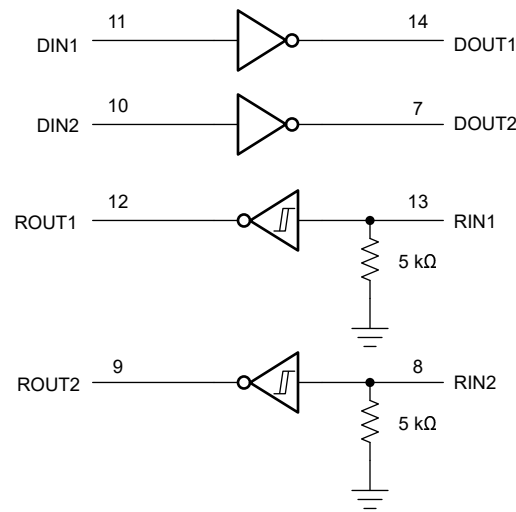 DIN1 11 14 DOUT1
DIN2 10 7 DOUT2
ROUT1 12 13 RIN1
5 kΩ
ROUT2 9 8 RIN2
5 kΩ